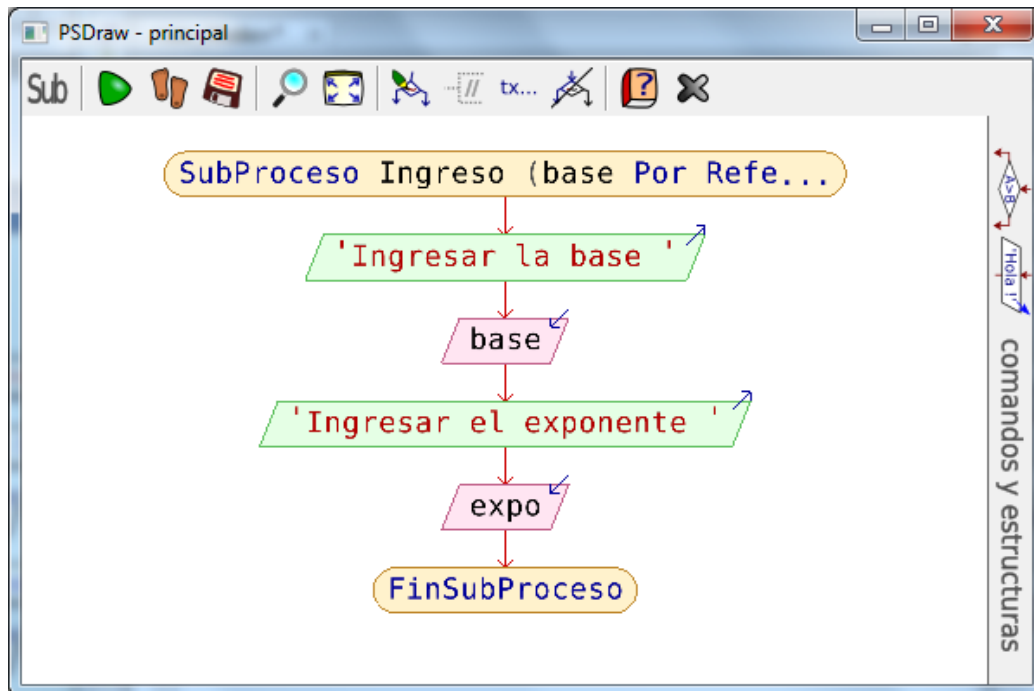 PSDraw - principal
Sub
tx...
SubProceso Ingreso (base Por Refe...
'Ingresar la base '
base
'Ingresar el exponente '
expo
FinSubProceso
A>B
'Hola !'
comandos y estructuras